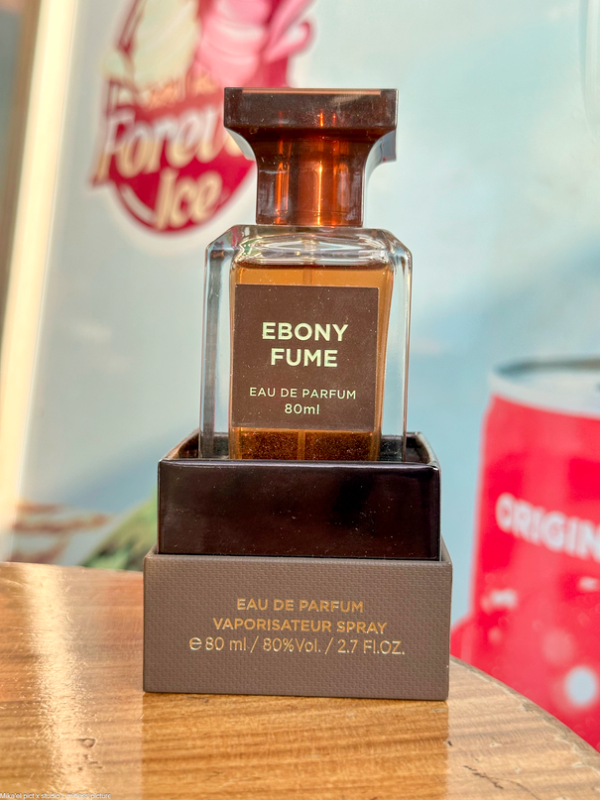 Forever
Ice
EBONY
FUME
EAU DE PARFUM
80ml
ORIGIN
EAU DE PARFUM
VAPORISATEUR SPRAY
℮ 80 ml / 80%Vol. / 2.7 Fl.OZ.